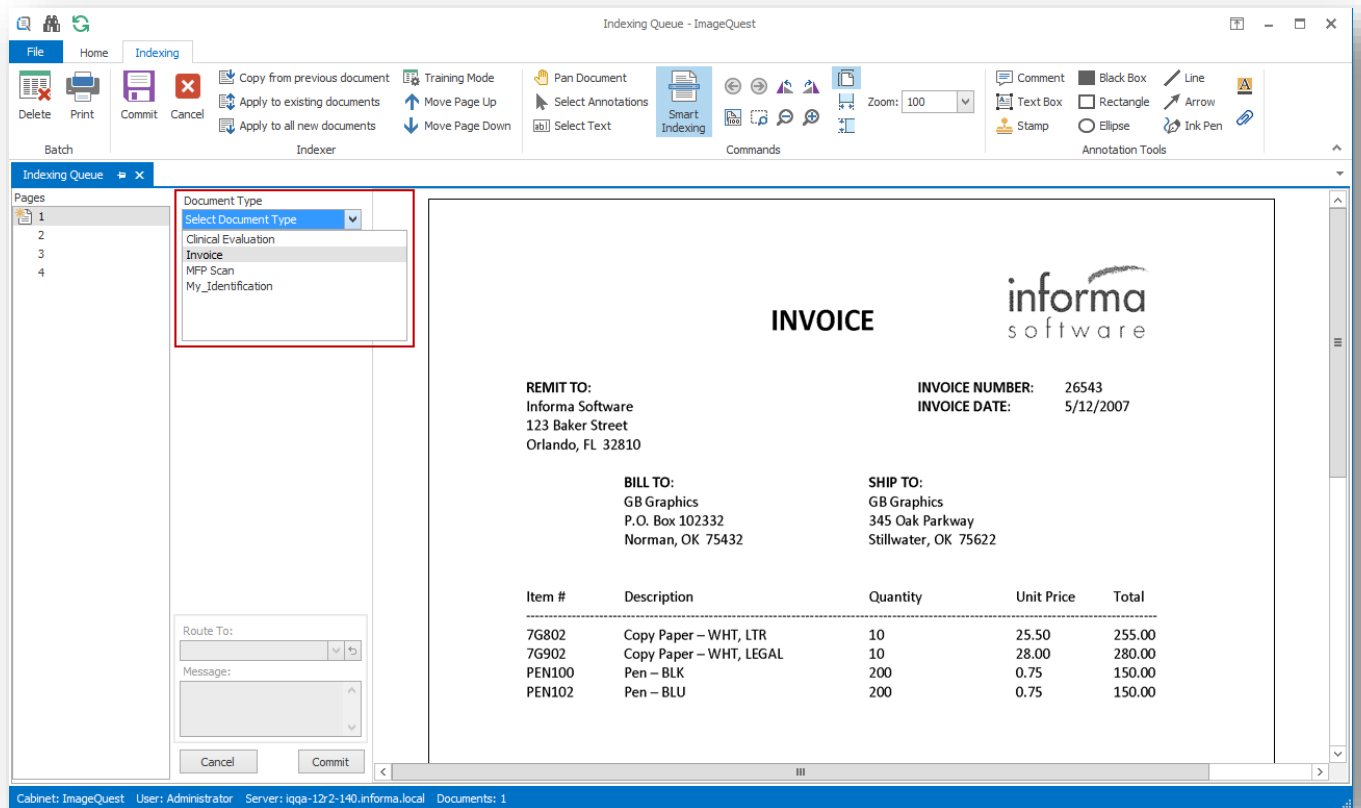 Indexing Queue - ImageQuest
File Home Indexing
Delete
Print
Batch
Commit
Cancel
Copy from previous document
Apply to existing documents
Apply to all new documents
Training Mode
Move Page Up
Move Page Down
Indexer
Pan Document
Select Annotations
Select Text
Smart
Indexing
Zoom: 100
Commands
Comment
Text Box
Stamp
Black Box
Rectangle
Ellipse
Line
Arrow
Ink Pen
Annotation Tools
Indexing Queue
Pages
1
2
3
4
Document Type
Select Document Type
Clinical Evaluation
Invoice
MFP Scan
My_Identification
Route To:
Message:
Cancel Commit
informa
software
INVOICE
REMIT TO:
Informa Software
123 Baker Street
Orlando, FL 32810
INVOICE NUMBER: 26543
INVOICE DATE: 5/12/2007
BILL TO:
GB Graphics
P.O. Box 102332
Norman, OK 75432
SHIP TO:
GB Graphics
345 Oak Parkway
Stillwater, OK 75622
Item # Description Quantity Unit Price Total
7G802 Copy Paper – WHT, LTR 10 25.50 255.00
7G902 Copy Paper – WHT, LEGAL 10 28.00 280.00
PEN100 Pen – BLK 200 0.75 150.00
PEN102 Pen – BLU 200 0.75 150.00
Cabinet: ImageQuest User: Administrator Server: iqqa-12r2-140.informa.local Documents: 1